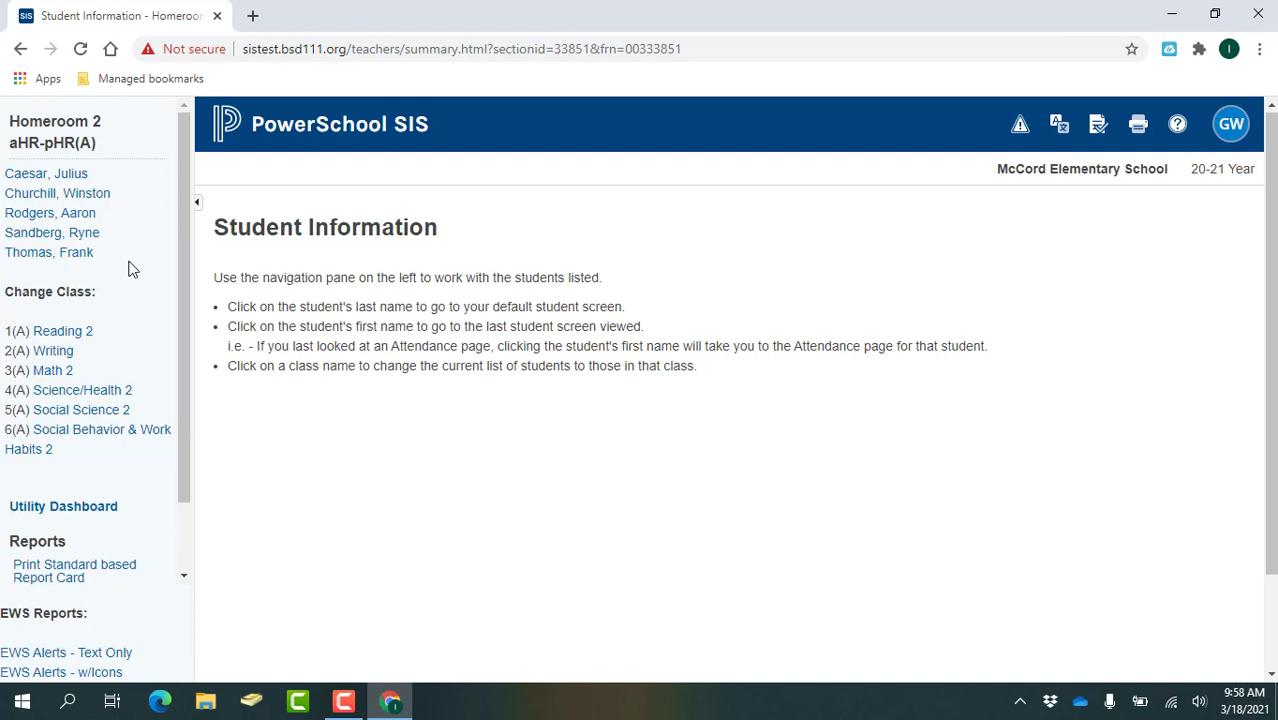 SIS Student Information - Homeroom
Not secure sistest.bsd111.org/teachers/summary.html?sectionid=33851&frn=00333851
I
Apps Managed bookmarks
Homeroom 2
aHR-pHR(A)
Caesar, Julius
Churchill, Winston
Rodgers, Aaron
Sandberg, Ryne
Thomas, Frank
Change Class:
1(A) Reading 2
2(A) Writing
3(A) Math 2
4(A) Science/Health 2
5(A) Social Science 2
6(A) Social Behavior & Work
Habits 2
Utility Dashboard
Reports
Print Standard based
Report Card
EWS Reports:
EWS Alerts - Text Only
EWS Alerts - w/Icons
PowerSchool SIS
GW
McCord Elementary School 20-21 Year
Student Information
Use the navigation pane on the left to work with the students listed.
• Click on the student's last name to go to your default student screen.
• Click on the student's first name to go to the last student screen viewed.
i.e. - If you last looked at an Attendance page, clicking the student's first name will take you to the Attendance page for that student.
• Click on a class name to change the current list of students to those in that class.
9:58 AM
3/18/2021